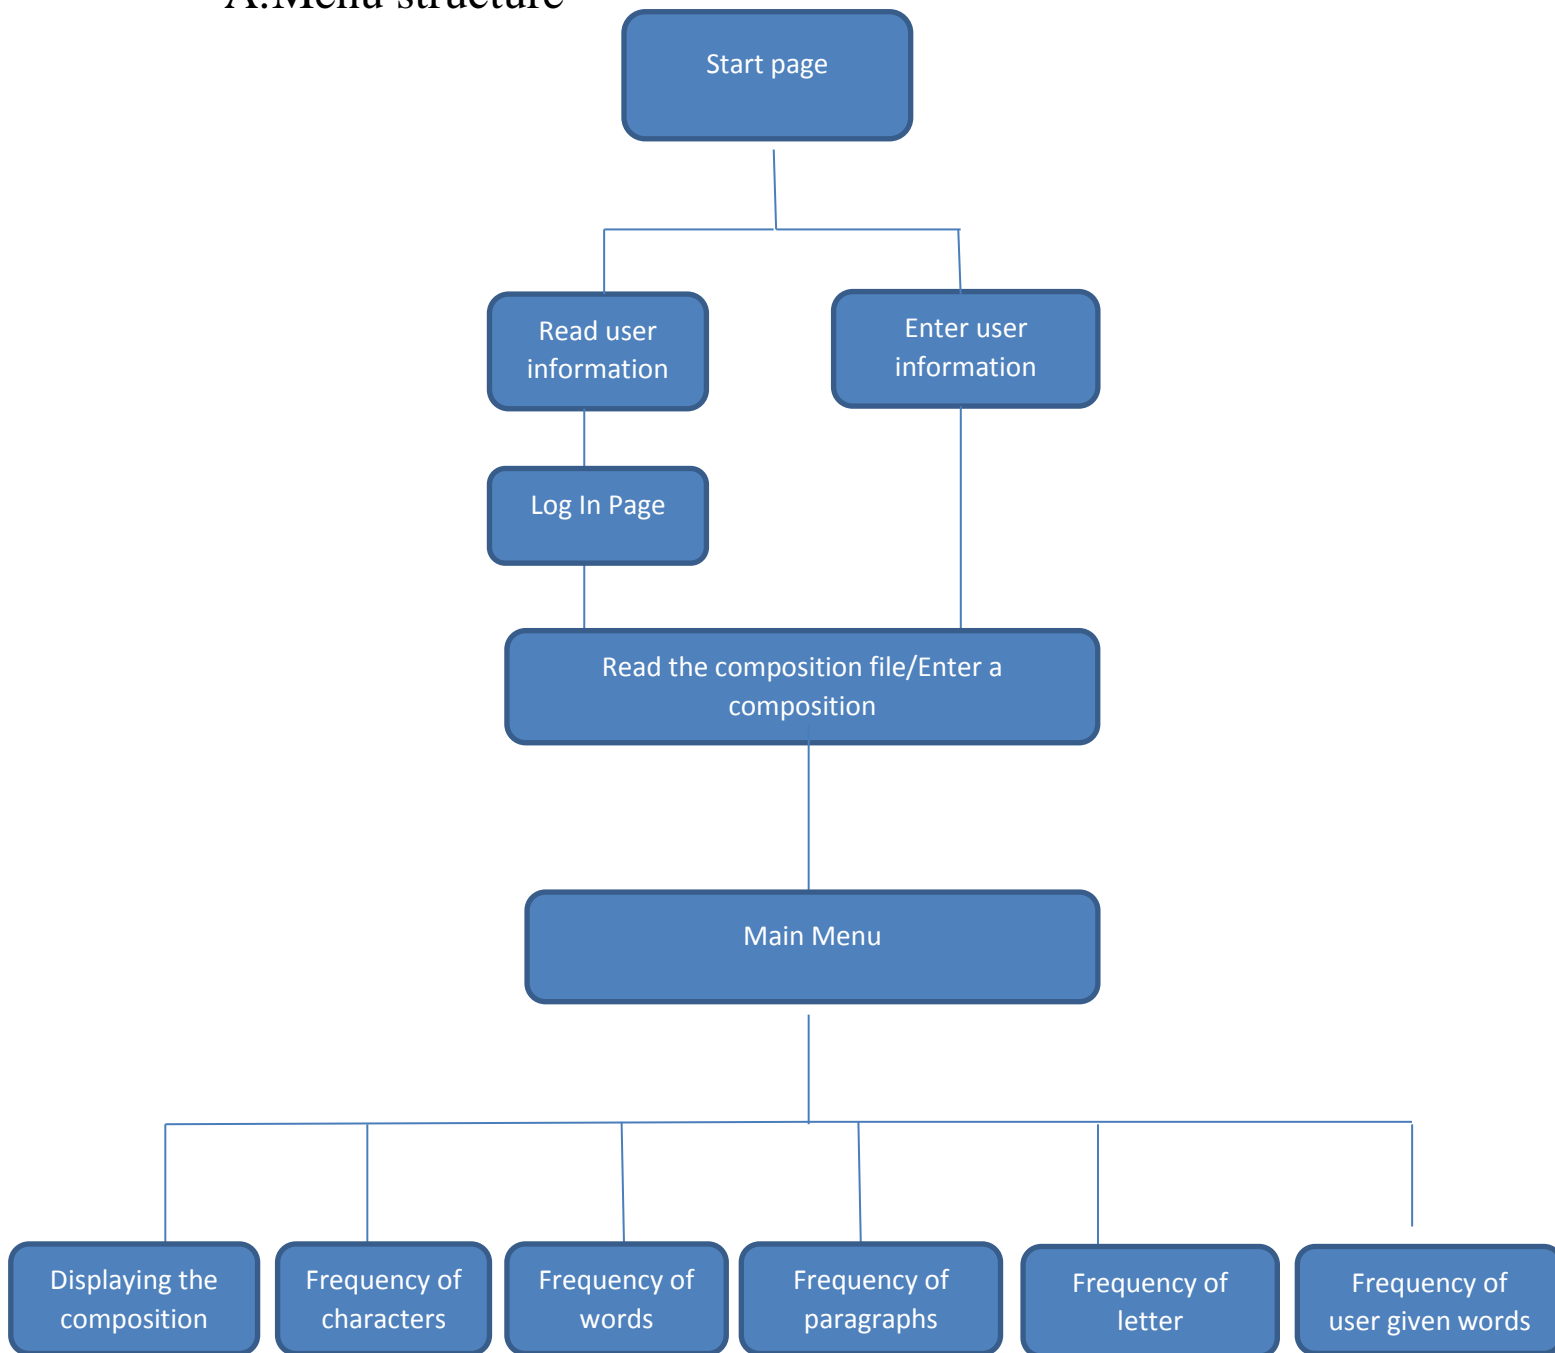 A.Menu structure
Start page
Read user
information
Enter user
information
Log In Page
Read the composition file/Enter a
composition
Main Menu
Displaying the
composition
Frequency of
characters
Frequency of
words
Frequency of
paragraphs
Frequency of
letter
Frequency of
user given words